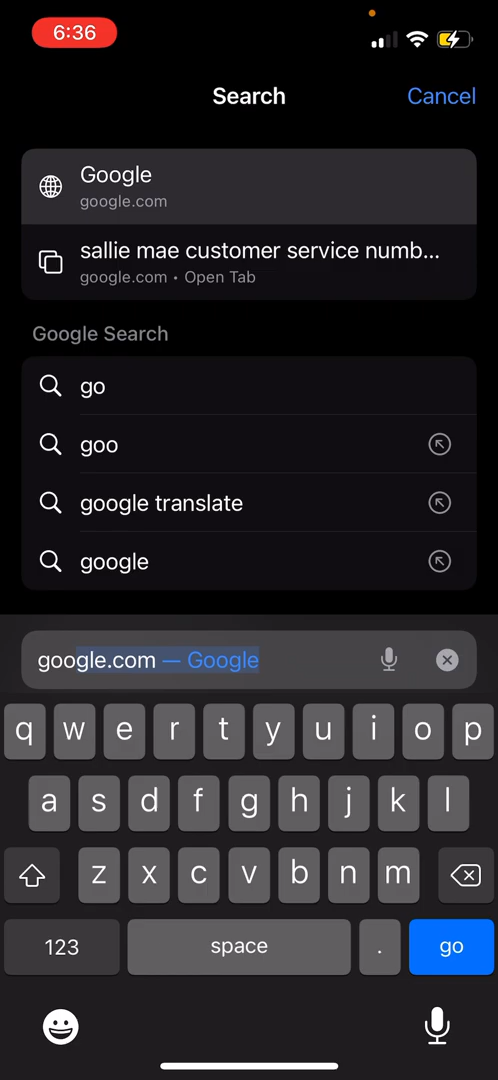 6:36
Search
Cancel
Google
google.com
sallie mae customer service numb...
google.com • Open Tab
Google Search
go
goo
google translate
google
google.com — Google
q w e r t y u i o p
a s d f g h j k l
z x c v b n m
123 space . go